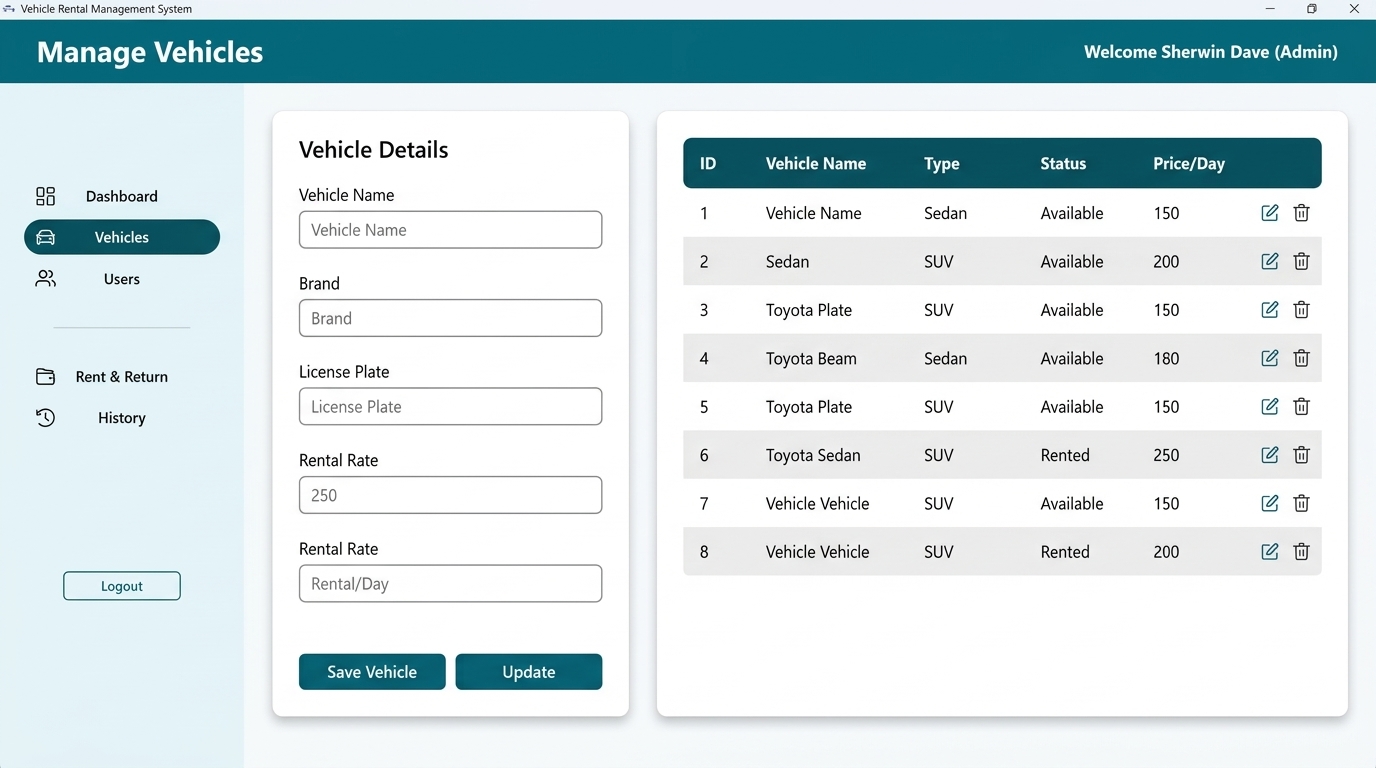 Vehicle Rental Management System
Manage Vehicles
Welcome Sherwin Dave (Admin)
Dashboard
Vehicles
Users
Rent & Return
History
Logout
Vehicle Details
Vehicle Name
Vehicle Name
Brand
Brand
License Plate
License Plate
Rental Rate
250
Rental Rate
Rental/Day
Save Vehicle Update
ID Vehicle Name Type Status Price/Day
1 Vehicle Name Sedan Available 150
2 Sedan SUV Available 200
3 Toyota Plate SUV Available 150
4 Toyota Beam Sedan Available 180
5 Toyota Plate SUV Available 150
6 Toyota Sedan SUV Rented 250
7 Vehicle Vehicle SUV Available 150
8 Vehicle Vehicle SUV Rented 200